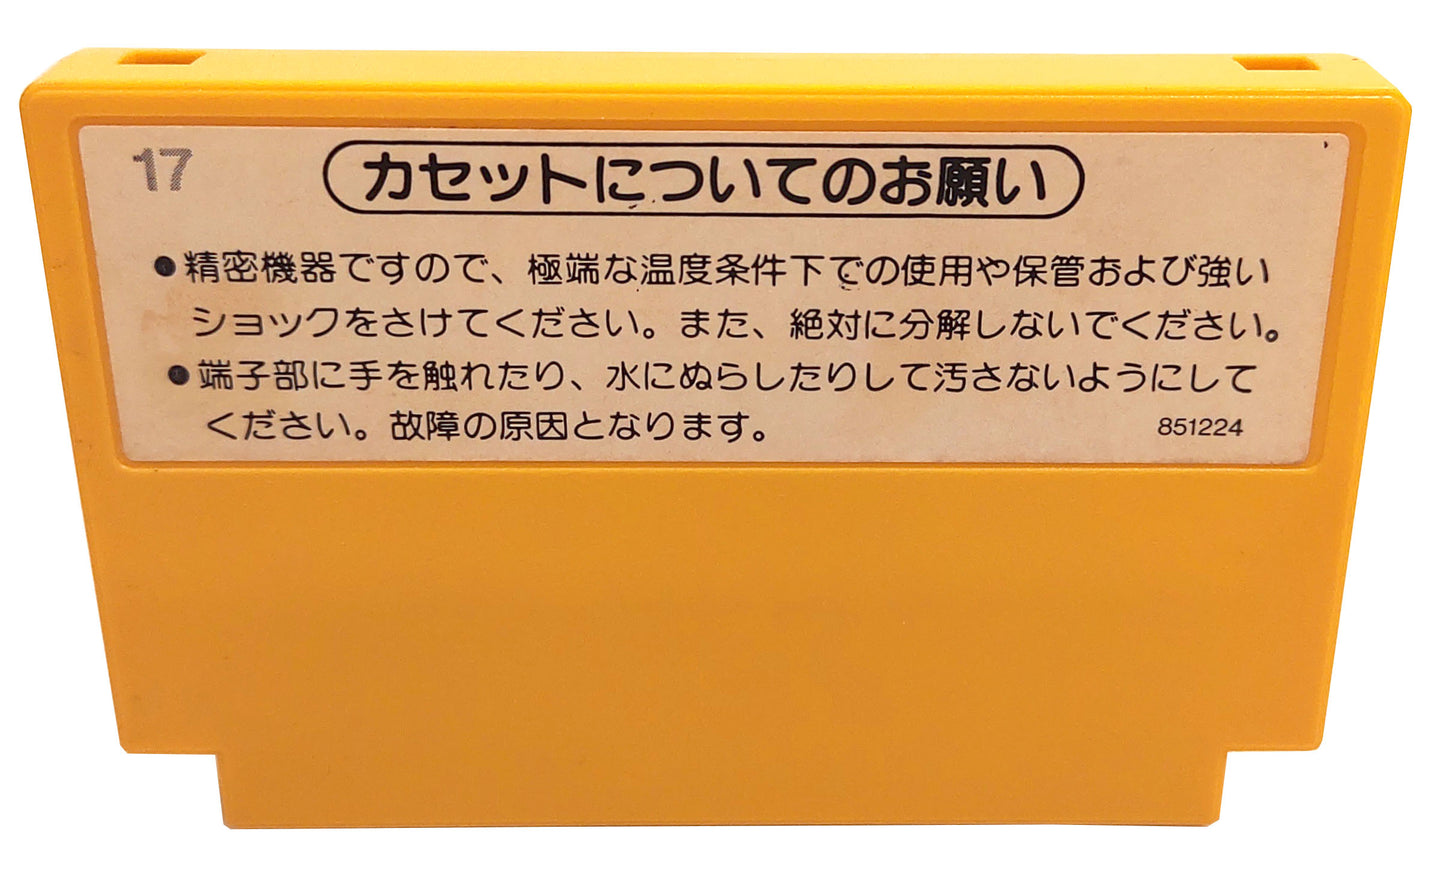 17
カセットについてのお願い
●精密機器ですので、極端な温度条件下での使用や保管および強い
ショックをさけてください。また、絶対に分解しないでください。
●端子部に手を触れたり、水にぬらしたりして汚さないようにして
ください。故障の原因となります。
851224